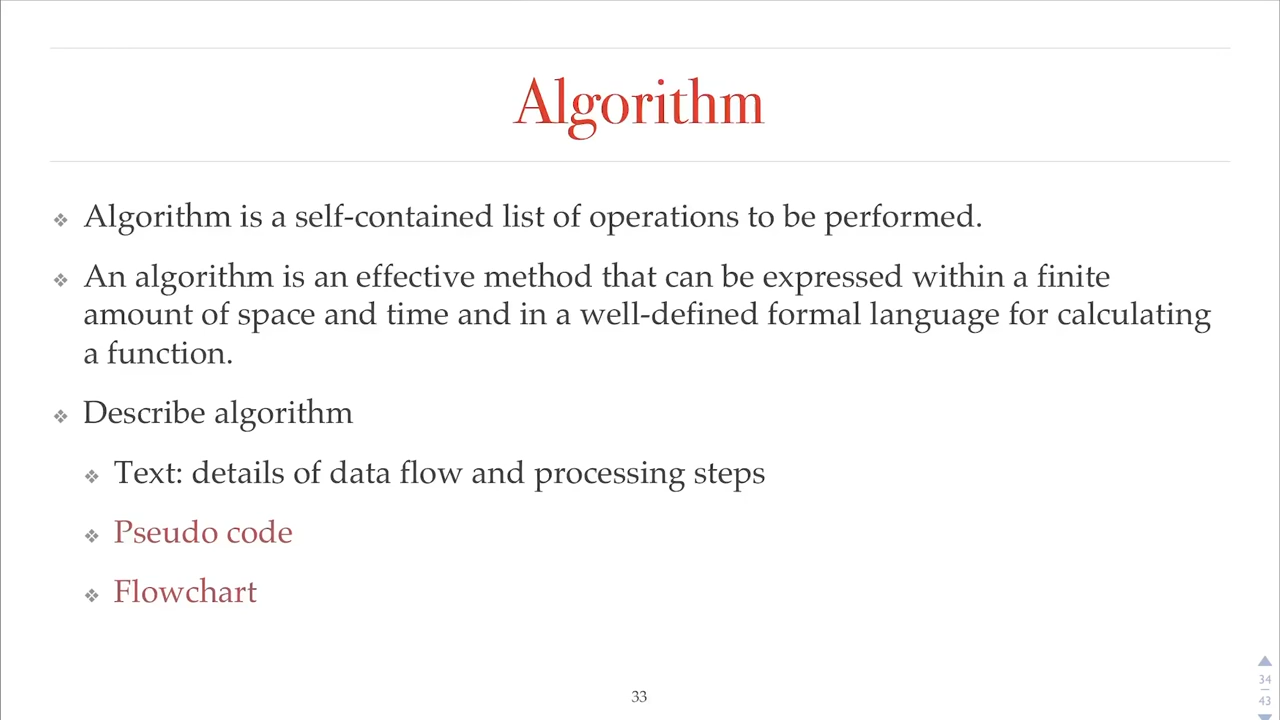 Algorithm
Algorithm is a self-contained list of operations to be performed.
An algorithm is an effective method that can be expressed within a finite
amount of space and time and in a well-defined formal language for calculating
a function.
Describe algorithm
Text: details of data flow and processing steps
Pseudo code
Flowchart
33
34
43